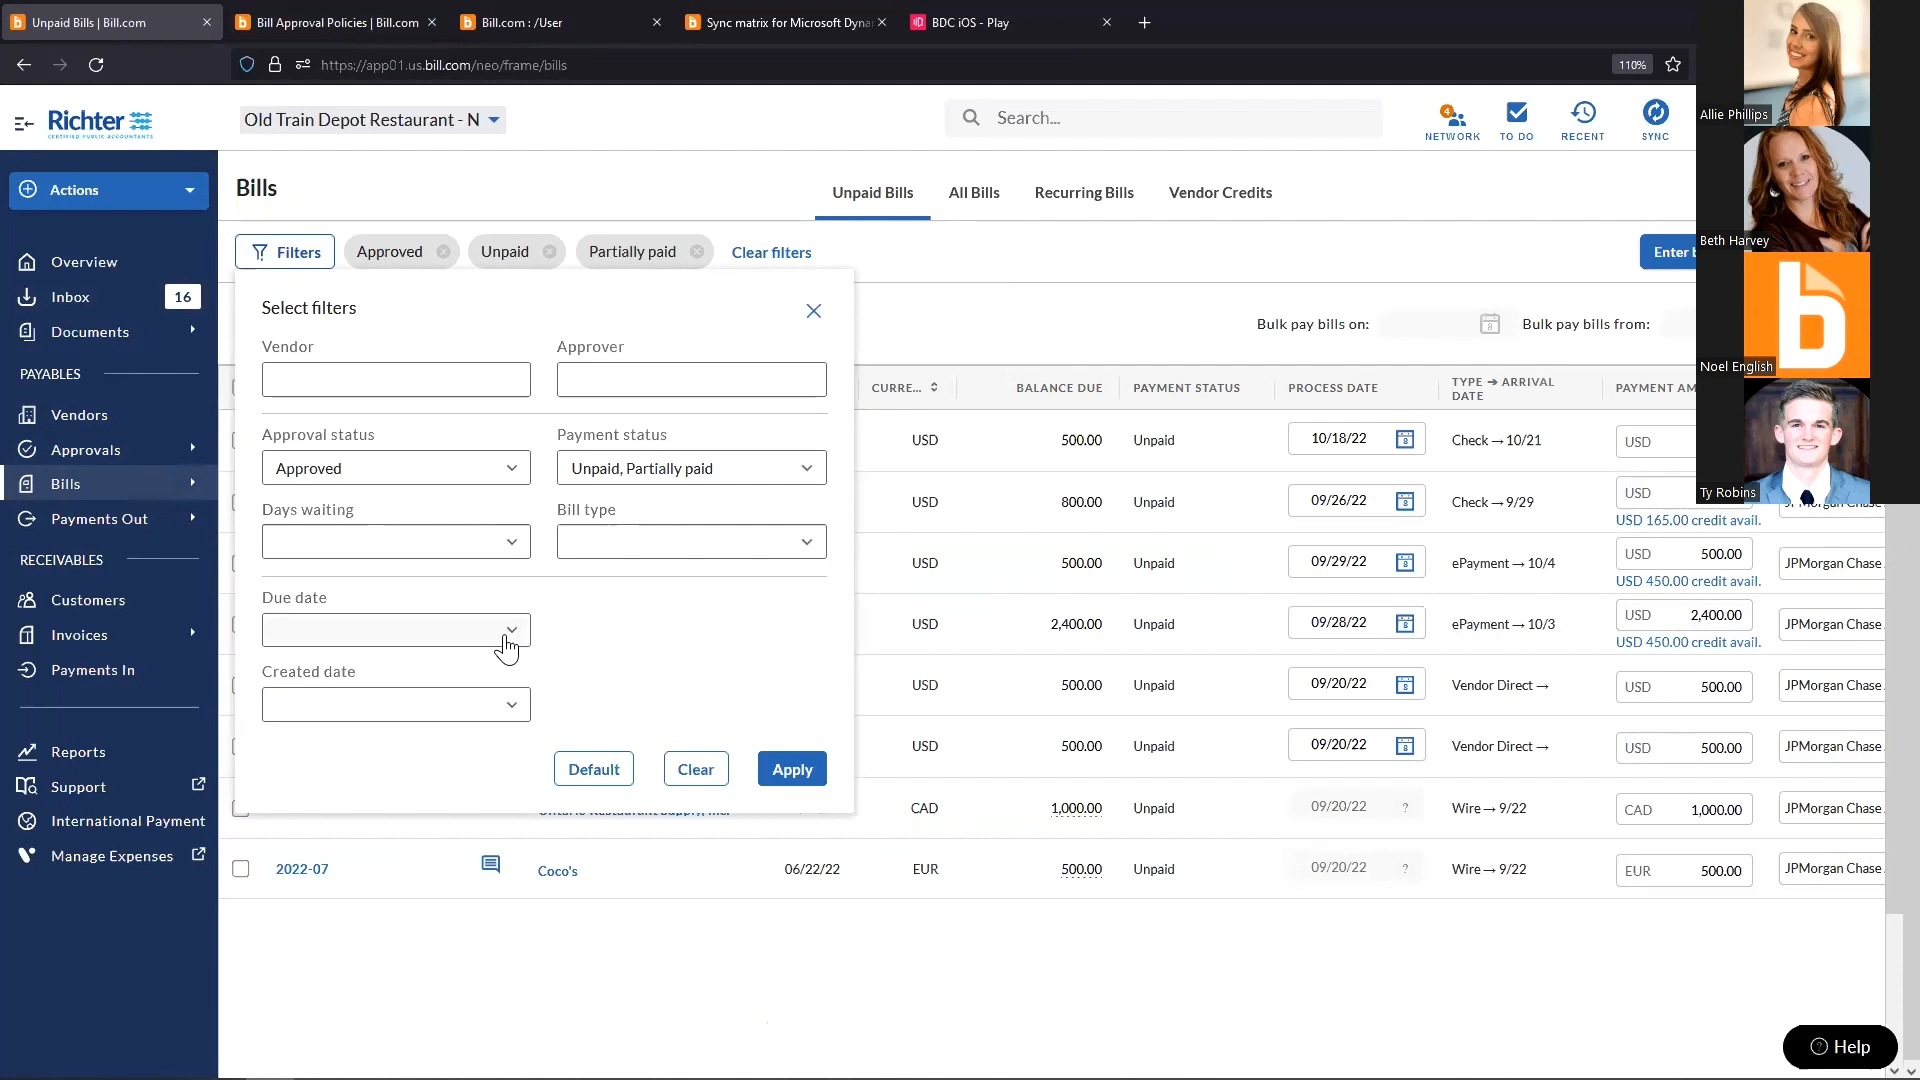 Unpaid Bills | Bill.com
Bill Approval Policies | Bill.com
Bill.com : /User
Sync matrix for Microsoft Dyna
BDC iOS - Play
https://app01.us.bill.com/neo/frame/bills
110%
Richter
CERTIFIED PUBLIC ACCOUNTANTS
Old Train Depot Restaurant - N
Search...
4
NETWORK
TO DO
RECENT
SYNC
Allie Phillips
Beth Harvey
Noel English
Ty Robins
Actions
Overview
Inbox
16
Documents
PAYABLES
Vendors
Approvals
Bills
Payments Out
RECEIVABLES
Customers
Invoices
Payments In
Reports
Support
International Payment
Manage Expenses
Bills
Unpaid Bills
All Bills
Recurring Bills
Vendor Credits
Filters
Approved
Unpaid
Partially paid
Clear filters
Enter b
Select filters
Vendor
Approver
Approval status
Payment status
Approved
Unpaid, Partially paid
Days waiting
Bill type
Due date
Created date
Default
Clear
Apply
Bulk pay bills on:
Bulk pay bills from:
CURRE...
BALANCE DUE
PAYMENT STATUS
PROCESS DATE
TYPE → ARRIVAL DATE
PAYMENT AM
USD 500.00 Unpaid 10/18/22 Check → 10/21 USD
USD 800.00 Unpaid 09/26/22 Check → 9/29 USD
USD 165.00 credit avail.
JPMorgan Chase
USD 500.00 Unpaid 09/29/22 ePayment → 10/4 USD 500.00 JPMorgan Chase
USD 450.00 credit avail.
USD 2,400.00 Unpaid 09/28/22 ePayment → 10/3 USD 2,400.00 JPMorgan Chase
USD 450.00 credit avail.
USD 500.00 Unpaid 09/20/22 Vendor Direct → USD 500.00 JPMorgan Chase
USD 500.00 Unpaid 09/20/22 Vendor Direct → USD 500.00 JPMorgan Chase
Ontario Restaurant Supply, Inc. CAD 1,000.00 Unpaid 09/20/22 ? Wire → 9/22 CAD 1,000.00 JPMorgan Chase
2022-07 Coco's 06/22/22 EUR 500.00 Unpaid 09/20/22 ? Wire → 9/22 EUR 500.00 JPMorgan Chase
Help